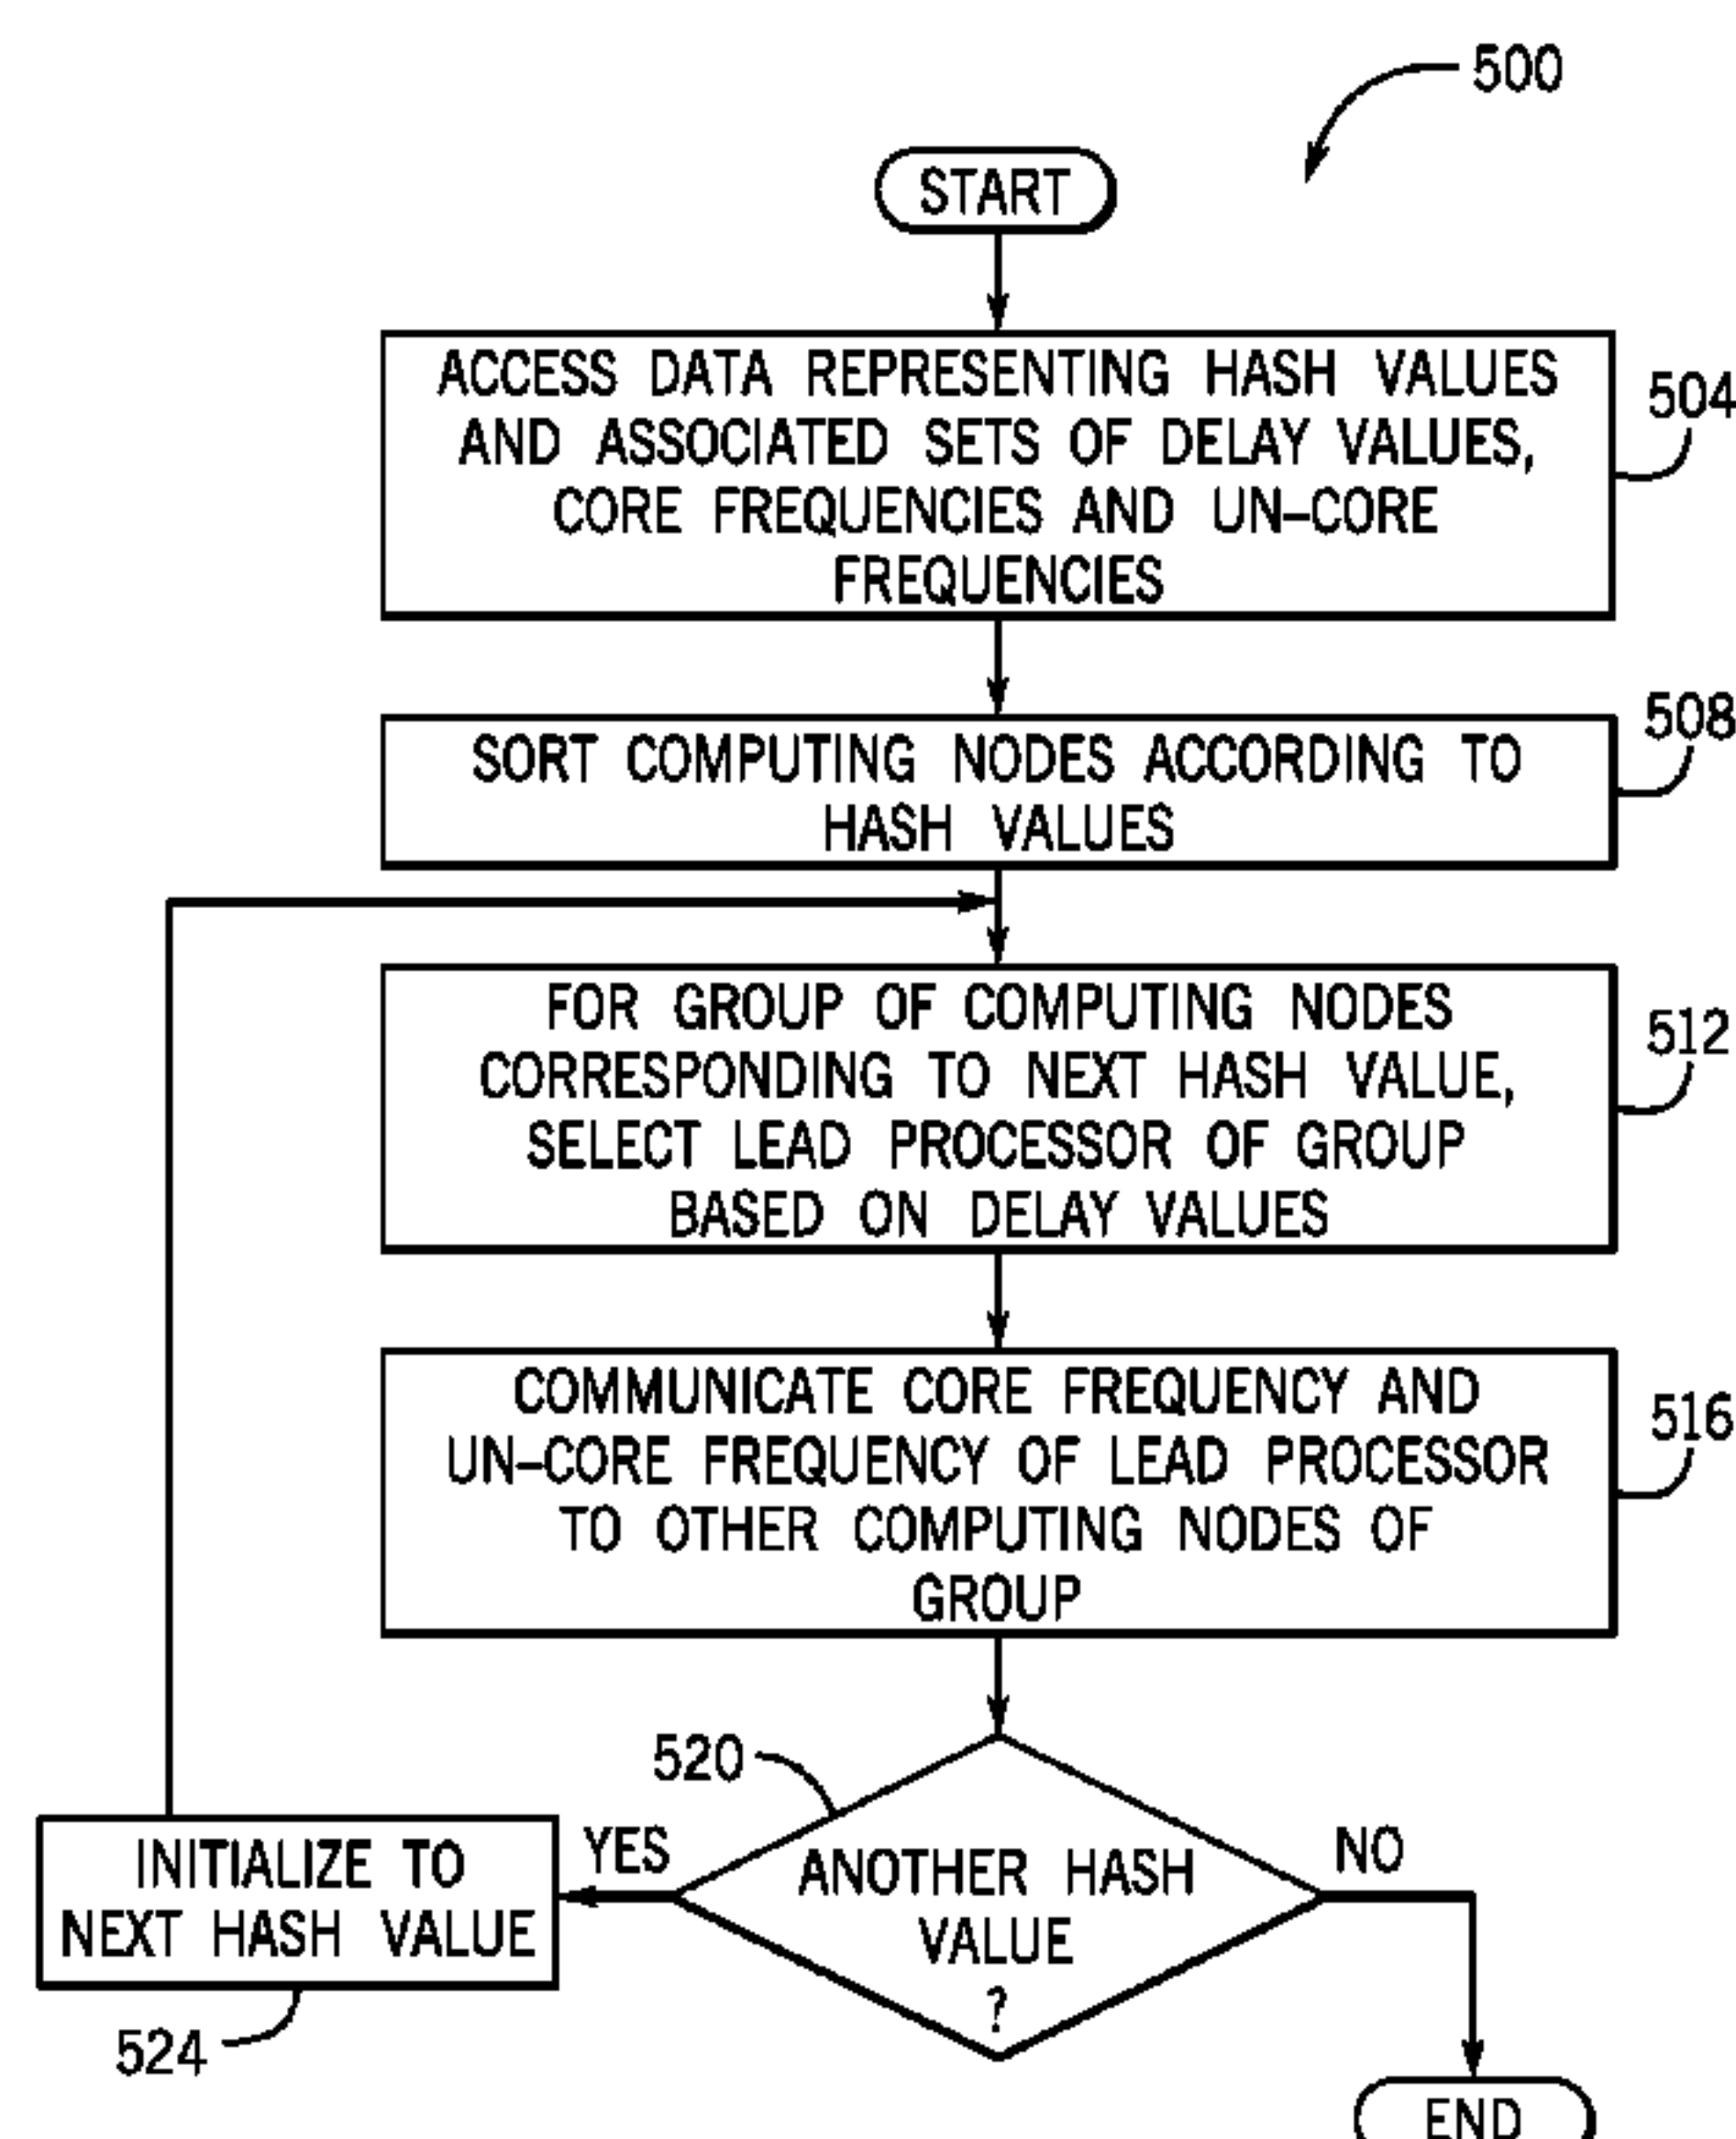 500
START
ACCESS DATA REPRESENTING HASH VALUES
AND ASSOCIATED SETS OF DELAY VALUES,
CORE FREQUENCIES AND UN-CORE
FREQUENCIES
504
SORT COMPUTING NODES ACCORDING TO
HASH VALUES
508
FOR GROUP OF COMPUTING NODES
CORRESPONDING TO NEXT HASH VALUE,
SELECT LEAD PROCESSOR OF GROUP
BASED ON DELAY VALUES
512
COMMUNICATE CORE FREQUENCY AND
UN-CORE FREQUENCY OF LEAD PROCESSOR
TO OTHER COMPUTING NODES OF
GROUP
516
520
ANOTHER HASH
VALUE
?
YES
NO
INITIALIZE TO
NEXT HASH VALUE
524
END